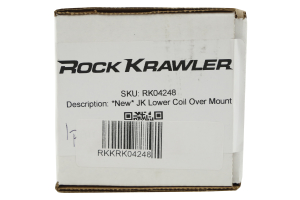 ROCK KRAWLER
SKU: RK04248
Description: *New* JK Lower Coil Over Mount
RKKRK04248